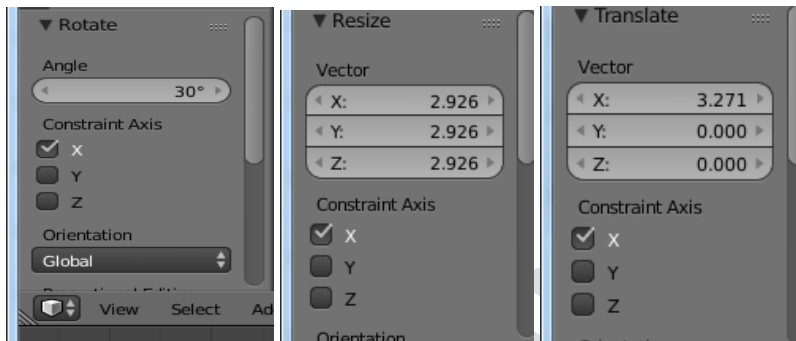 Rotate
Angle
30°
Constraint Axis
X
Y
Z
Orientation
Global
View Select
Resize
Vector
X: 2.926
Y: 2.926
Z: 2.926
Constraint Axis
X
Y
Z
Orientation
Translate
Vector
X: 3.271
Y: 0.000
Z: 0.000
Constraint Axis
X
Y
Z